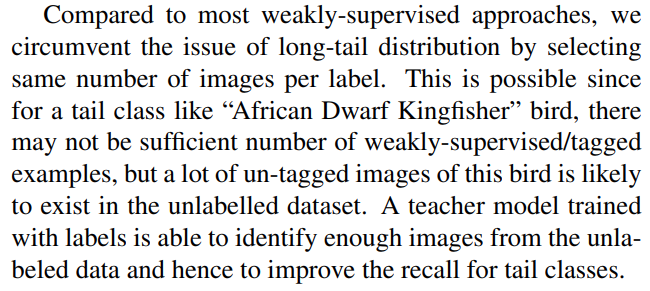 Compared to most weakly-supervised approaches, we
circumvent the issue of long-tail distribution by selecting
same number of images per label. This is possible since
for a tail class like “African Dwarf Kingfisher” bird, there
may not be sufficient number of weakly-supervised/tagged
examples, but a lot of un-tagged images of this bird is likely
to exist in the unlabelled dataset. A teacher model trained
with labels is able to identify enough images from the unla-
beled data and hence to improve the recall for tail classes.